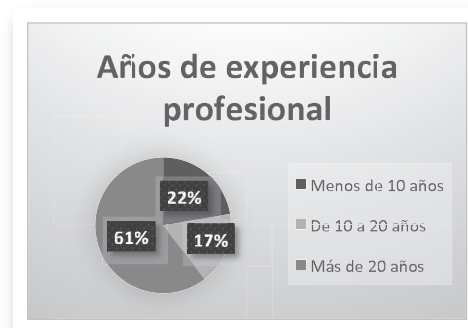 Años de experiencia
profesional
22%
61%
17%
Menos de 10 años
De 10 a 20 años
Más de 20 años